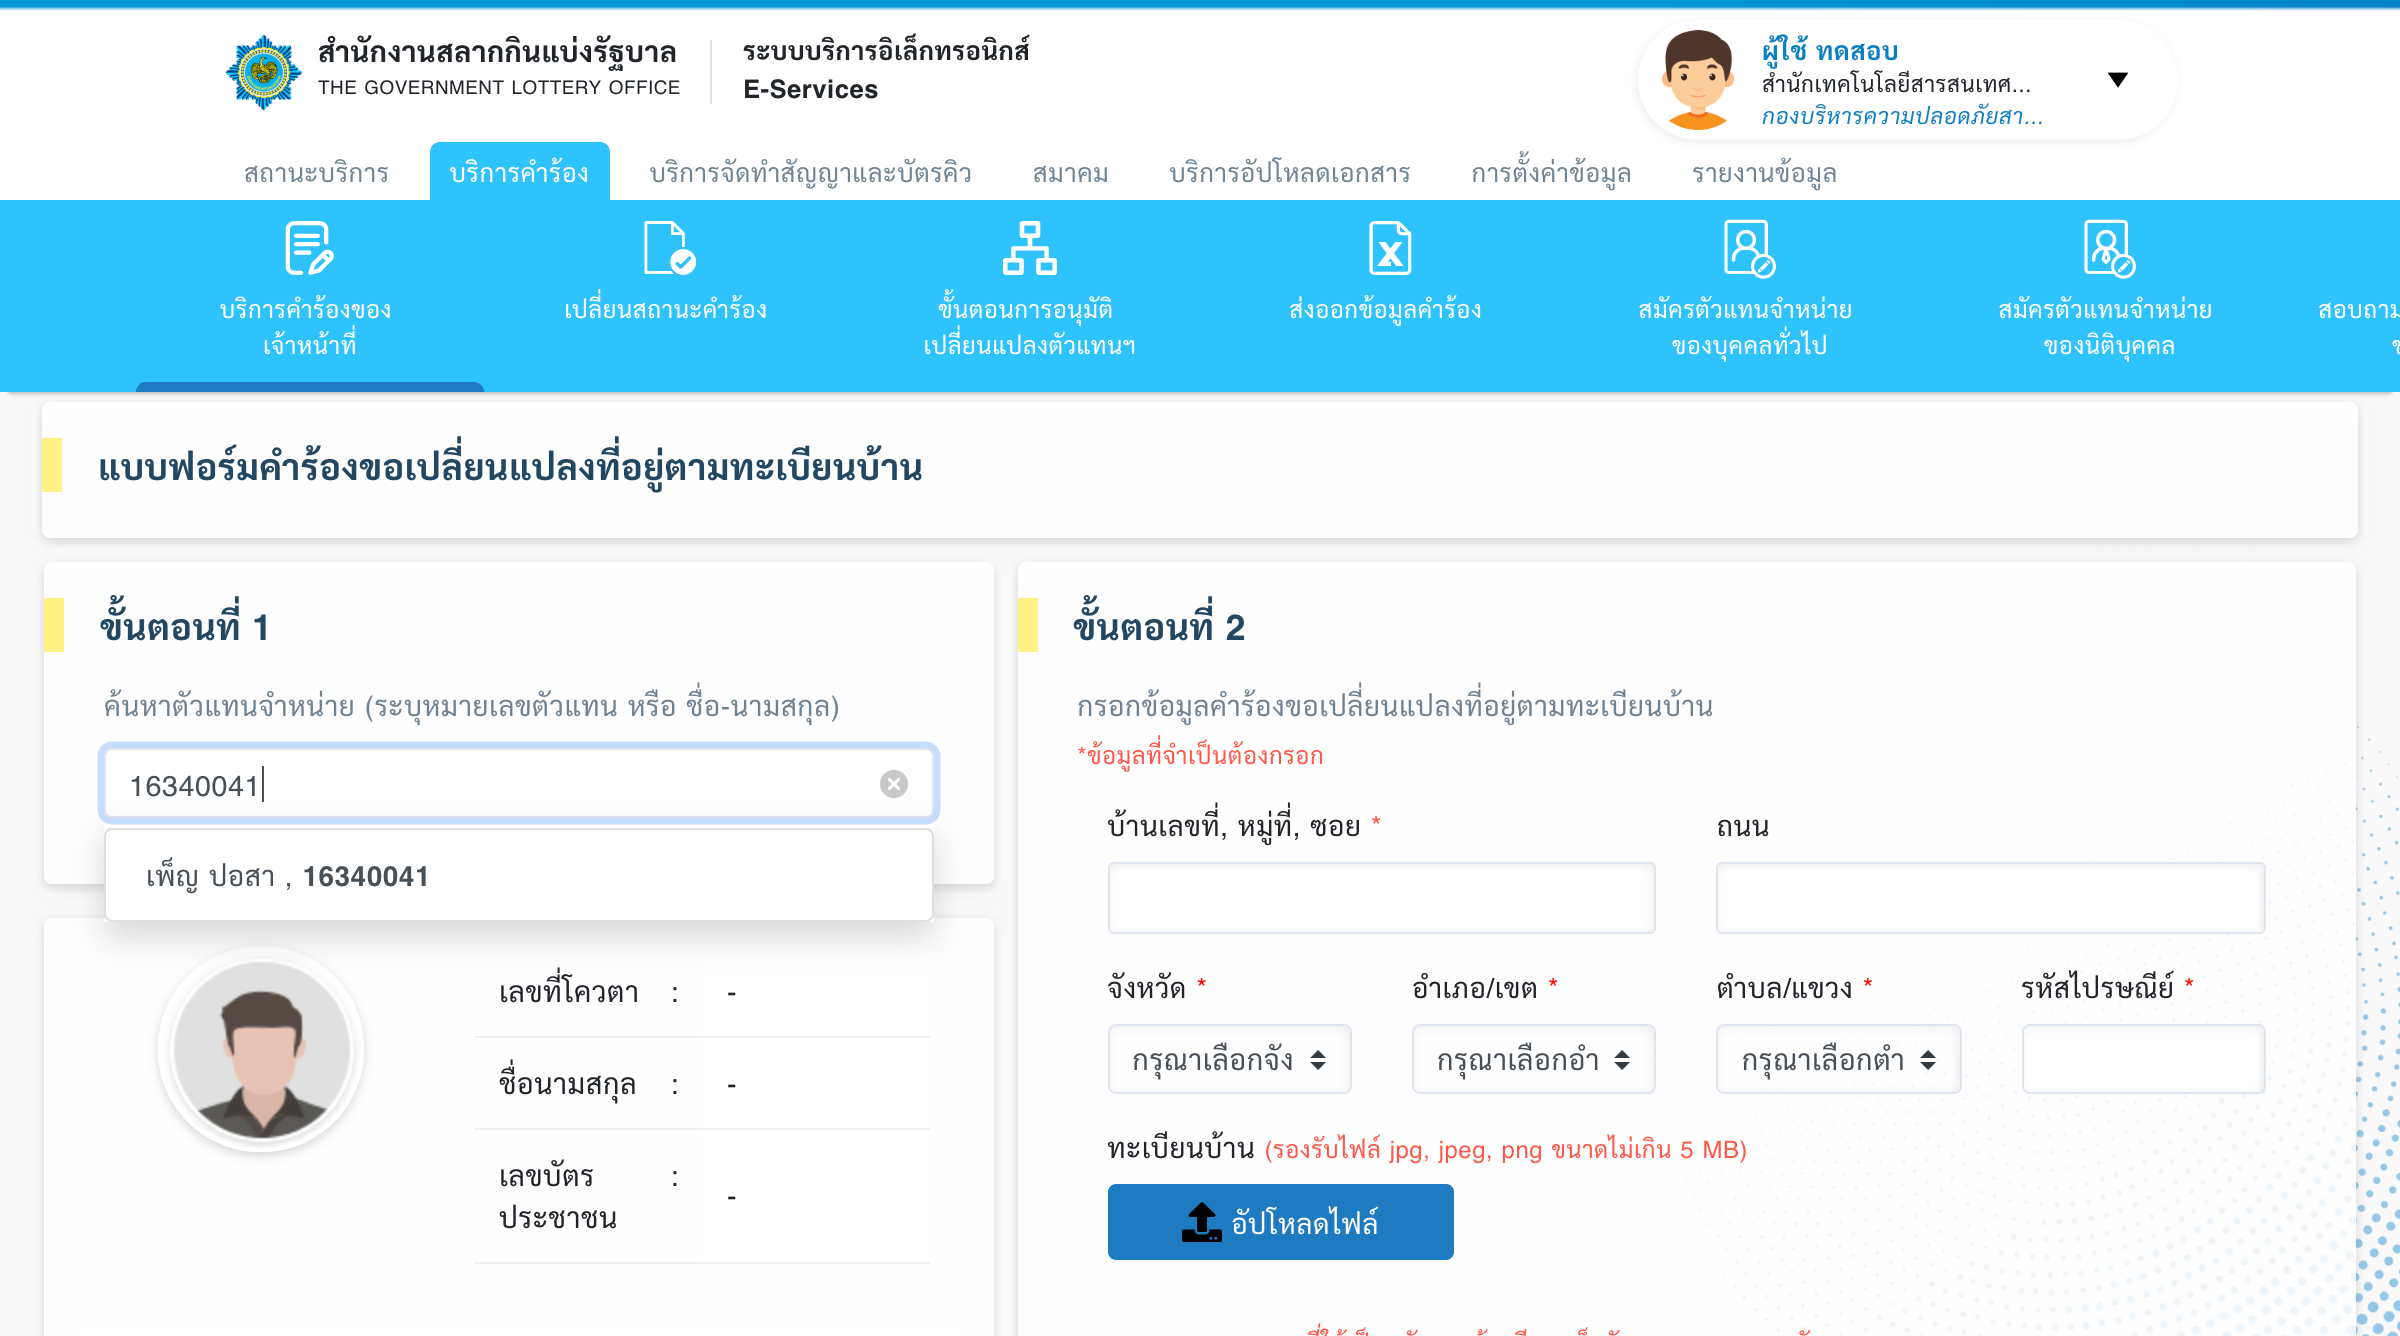 สำนักงานสลากกินแบ่งรัฐบาล
THE GOVERNMENT LOTTERY OFFICE
ระบบบริการอิเล็กทรอนิกส์
E-Services
ผู้ใช้ ทดสอบ
สำนักเทคโนโลยีสารสนเทศ...
กองบริหารความปลอดภัยสา...
สถานะบริการ
บริการคำร้อง
บริการจัดทำสัญญาและบัตรคิว
สมาคม
บริการอัปโหลดเอกสาร
การตั้งค่าข้อมูล
รายงานข้อมูล
บริการคำร้องของ
เจ้าหน้าที่
เปลี่ยนสถานะคำร้อง
ขั้นตอนการอนุมัติ
เปลี่ยนแปลงตัวแทนฯ
ส่งออกข้อมูลคำร้อง
สมัครตัวแทนจำหน่าย
ของบุคคลทั่วไป
สมัครตัวแทนจำหน่าย
ของนิติบุคคล
สอบถาม
แบบฟอร์มคำร้องขอเปลี่ยนแปลงที่อยู่ตามทะเบียนบ้าน
ขั้นตอนที่ 1
ค้นหาตัวแทนจำหน่าย (ระบุหมายเลขตัวแทน หรือ ชื่อ-นามสกุล)
16340041
เพ็ญ ปอสา , 16340041
เลขที่โควตา : -
ชื่อนามสกุล : -
เลขบัตร : -
ประชาชน
ขั้นตอนที่ 2
กรอกข้อมูลคำร้องขอเปลี่ยนแปลงที่อยู่ตามทะเบียนบ้าน
*ข้อมูลที่จำเป็นต้องกรอก
บ้านเลขที่, หมู่ที่, ซอย *
ถนน
จังหวัด *
อำเภอ/เขต *
ตำบล/แขวง *
รหัสไปรษณีย์ *
กรุณาเลือกจัง
กรุณาเลือกอำ
กรุณาเลือกตำ
ทะเบียนบ้าน (รองรับไฟล์ jpg, jpeg, png ขนาดไม่เกิน 5 MB)
อัปโหลดไฟล์